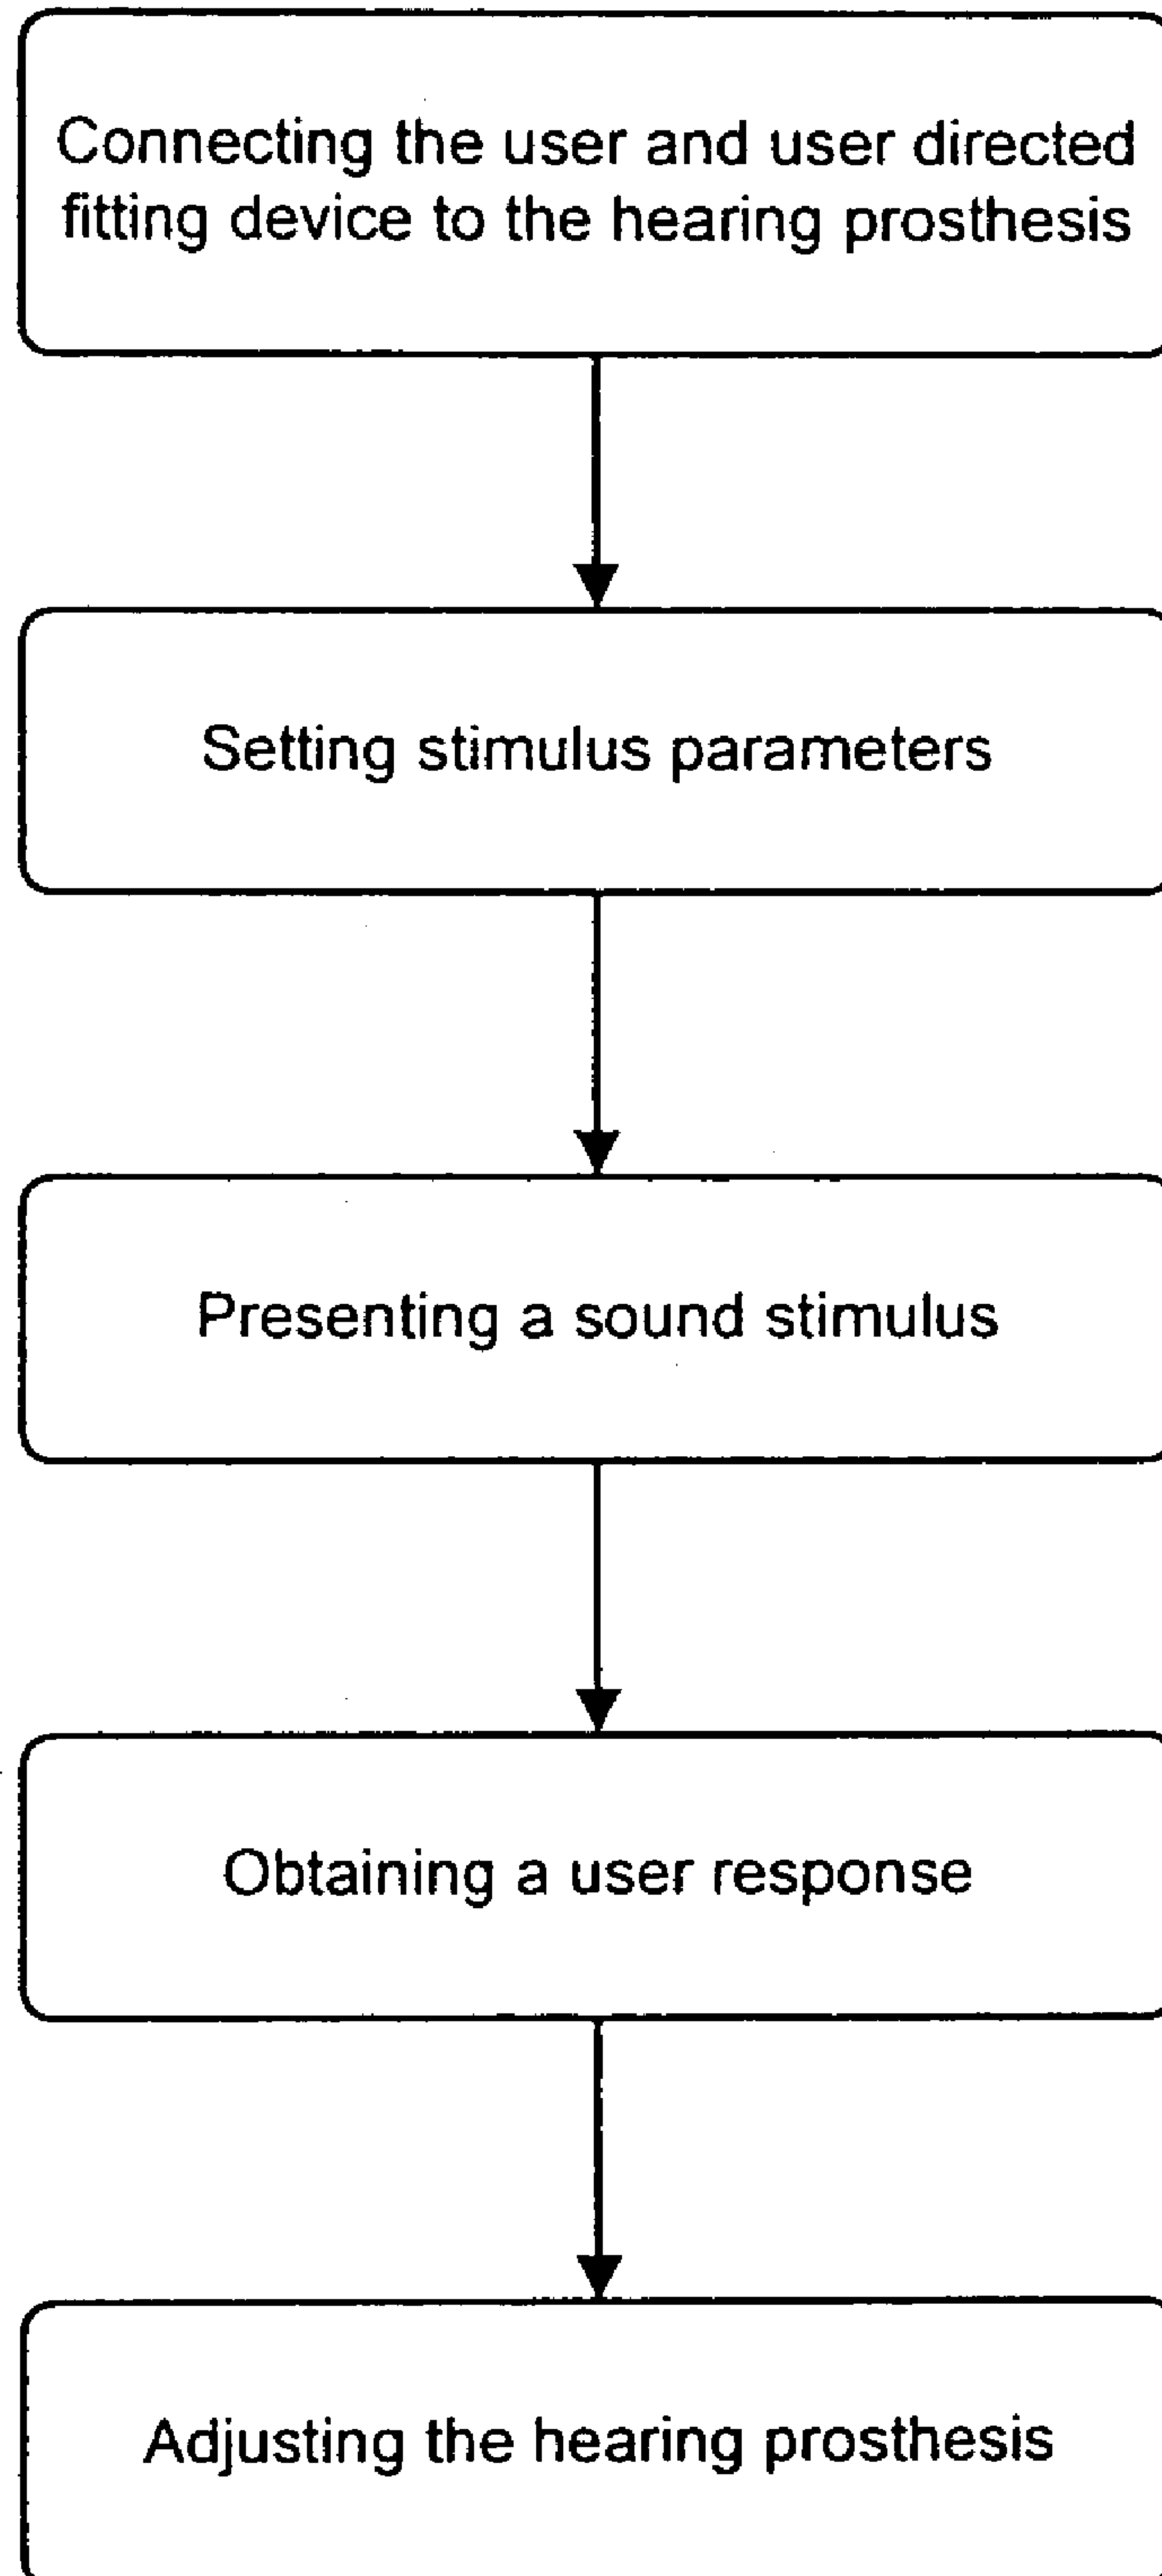 Connecting the user and user directed
fitting device to the hearing prosthesis
Setting stimulus parameters
Presenting a sound stimulus
Obtaining a user response
Adjusting the hearing prosthesis